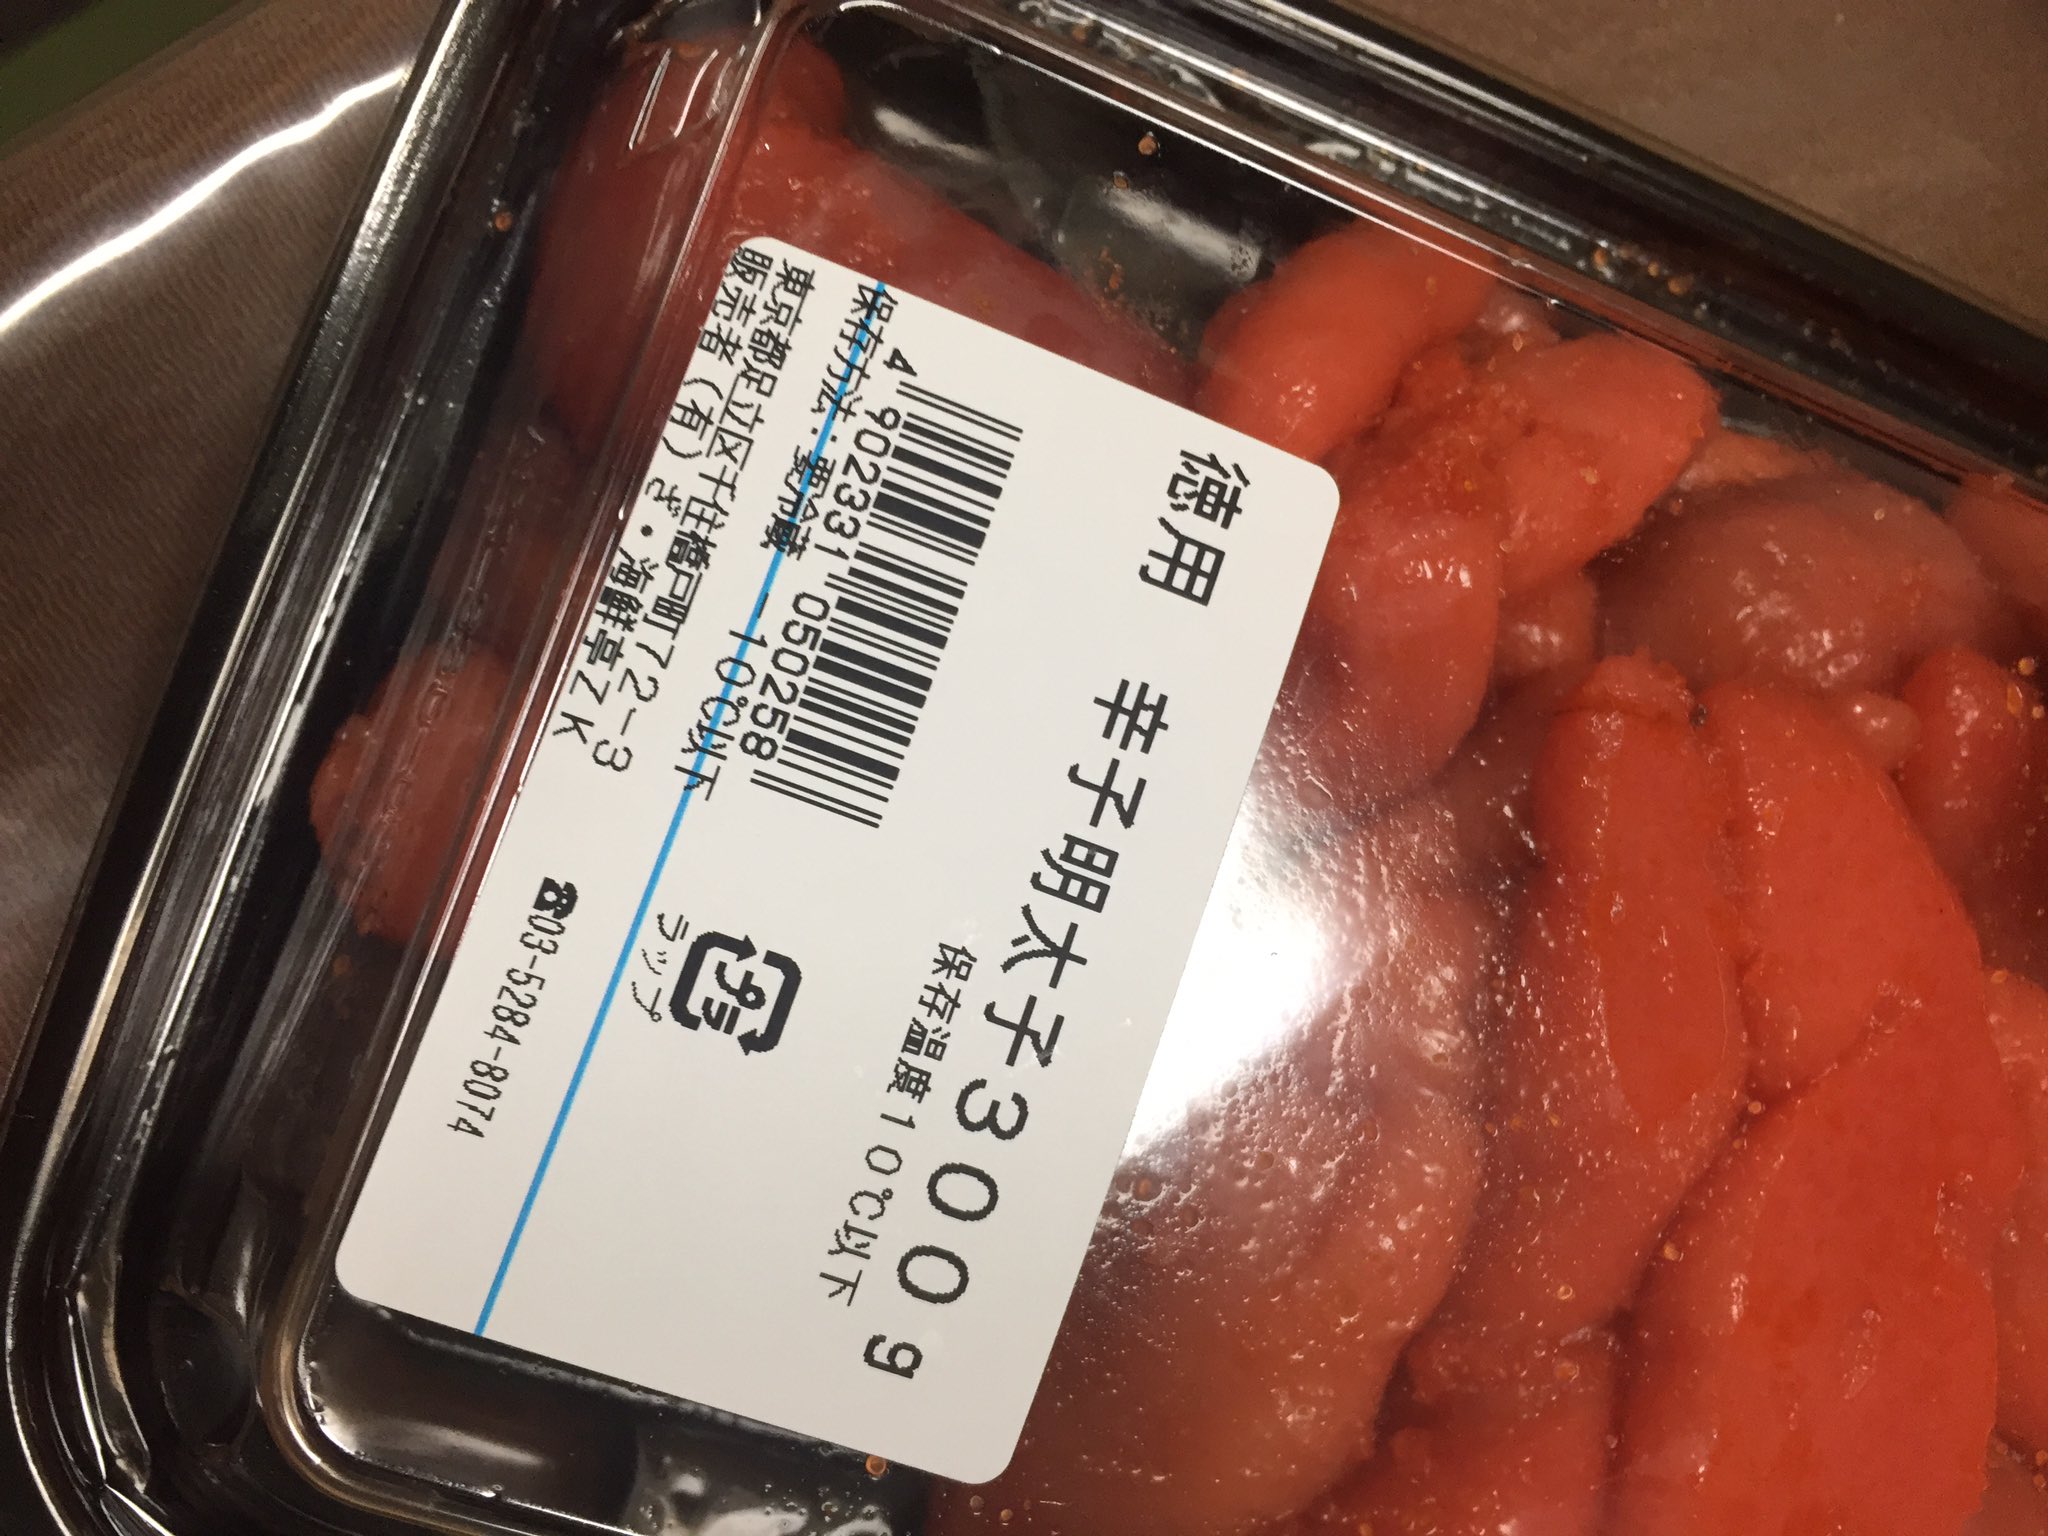 徳用 辛子明太子300g
保存温度10℃以下
4 902331 050258
ラップ
プラ
保存方法:要冷蔵 -10℃以下
東京都足立区千住橋戸町72-3
販売者(有)ざ・海鮮亭ZK
☎03-5284-8074